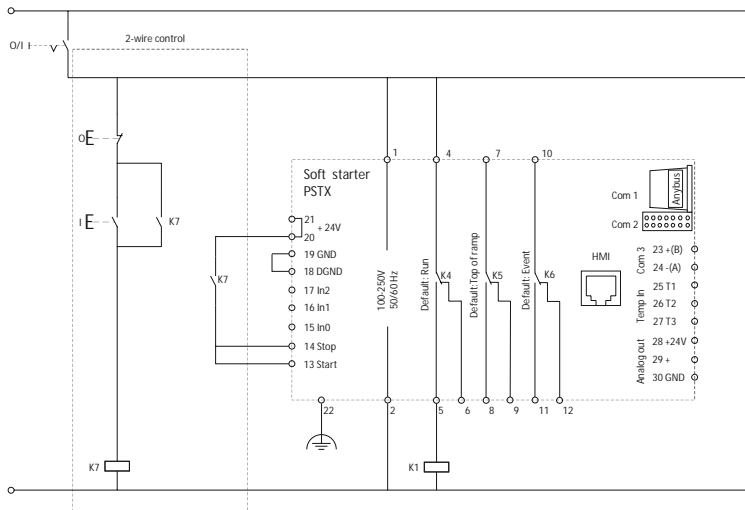 O/I
2-wire control
O
I
K7
K7
Soft starter
PSTX
21
+ 24V
20
19 GND
18 DGND
17 In2
16 In1
15 In0
14 Stop
13 Start
K7
22
1
100-250V
50/60 Hz
2
4
Default: Run
K4
5
6
K1
7
Default:Top of ramp
K5
8
9
10
Default: Event
K6
11
12
HMI
Com 1
Anybus
Com 2
Com 3
23 +(B)
24 -(A)
Temp In
25 T1
26 T2
27 T3
Analog out
28 +24V
29 +
30 GND